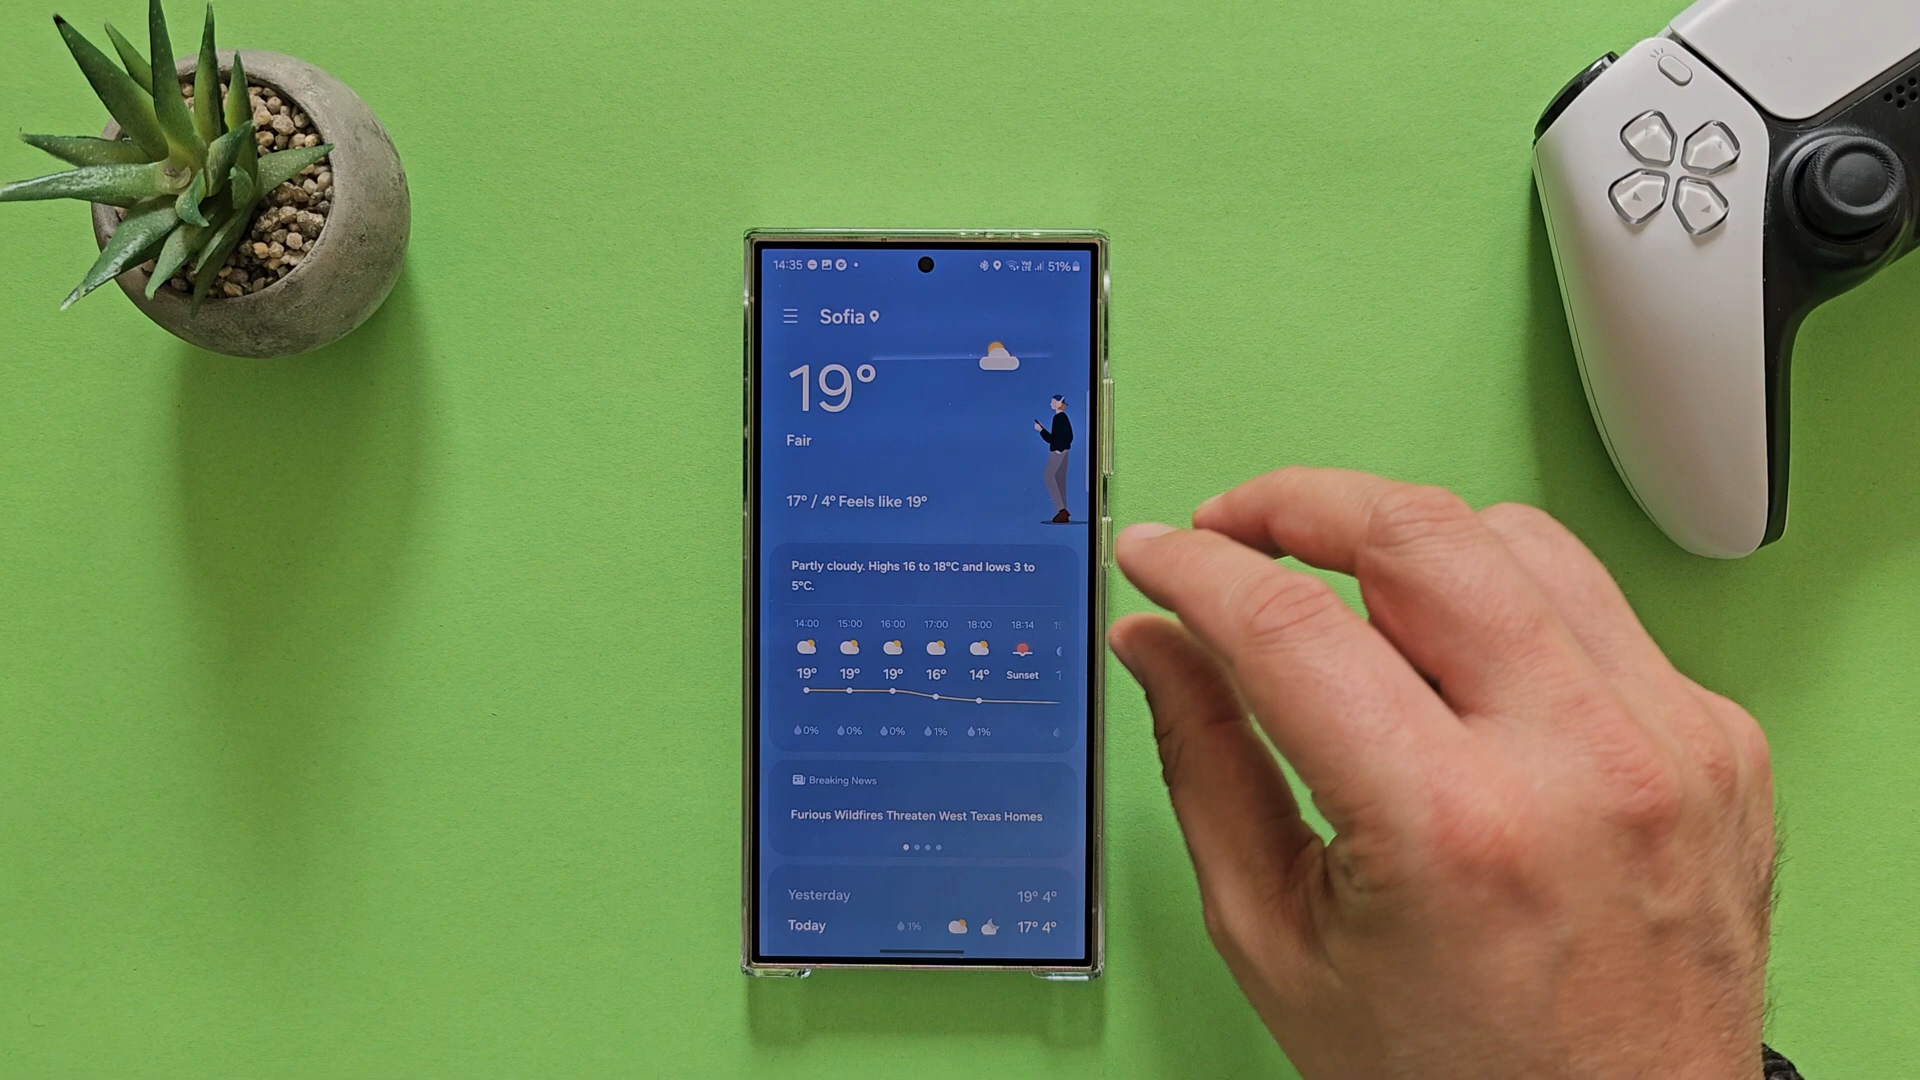 14:35 51%
Sofia
19°
Fair
17° / 4° Feels like 19°
Partly cloudy. Highs 16 to 18°C and lows 3 to
5°C.
14:00 15:00 16:00 17:00 18:00 18:14
19° 19° 19° 16° 14° Sunset
0% 0% 0% 1% 1%
Breaking News
Furious Wildfires Threaten West Texas Homes
Yesterday 19° 4°
Today 1% 17° 4°